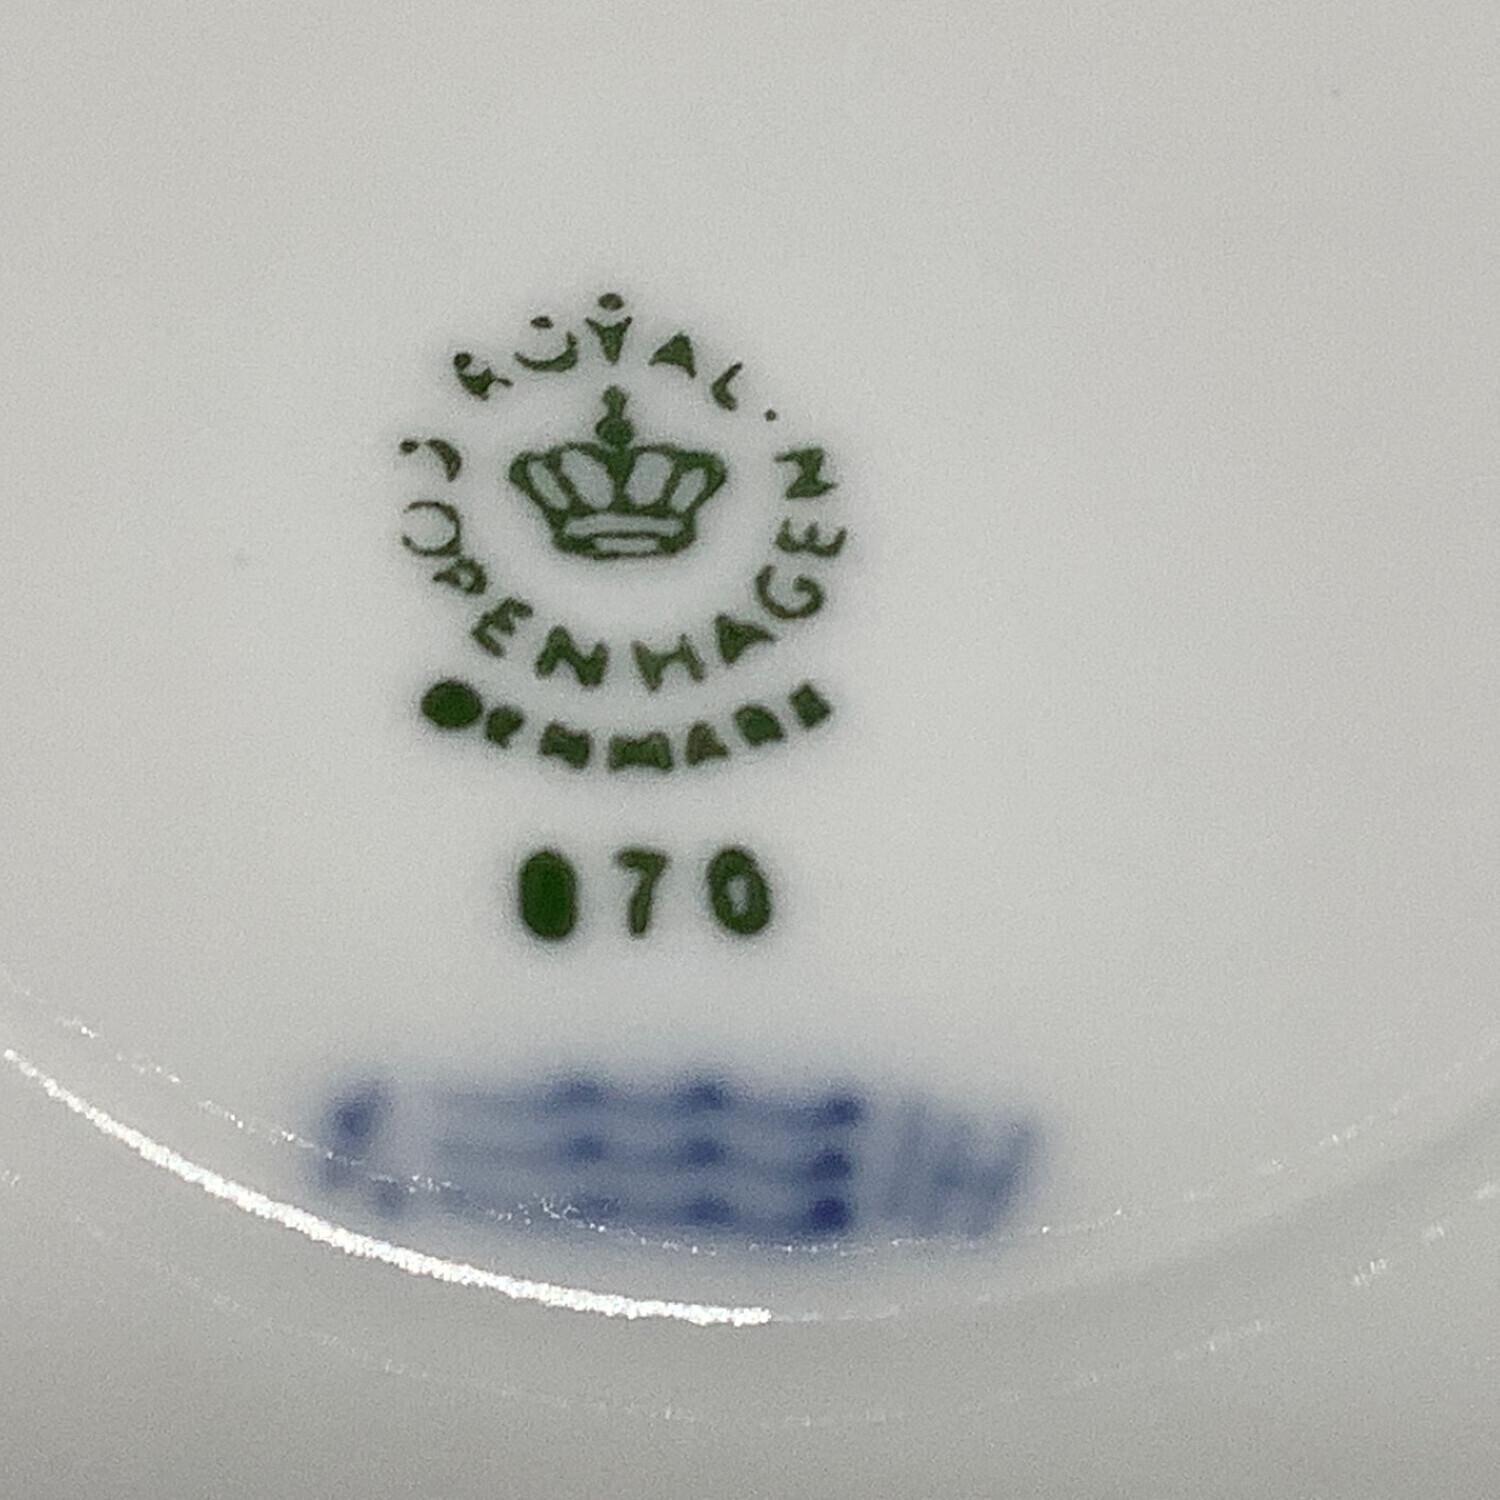 ROYAL.
COPENHAGEN
DENMARK
070